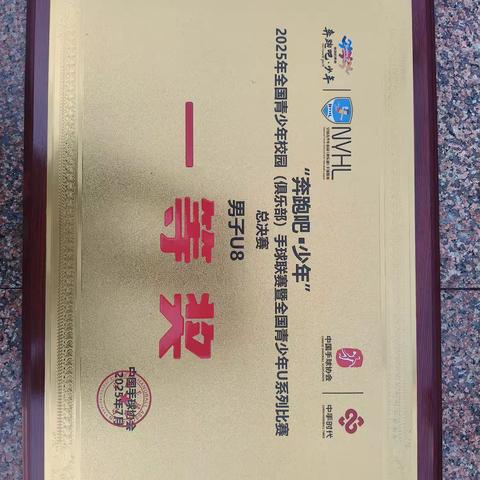 奔跑吧·少年
NYHL
中国手球协会
中手时代
“奔跑吧·少年”
2025年全国青少年校园(俱乐部)手球联赛暨全国青少年U系列比赛
总决赛
男子U8
一等奖
中国手球协会
2025年7月